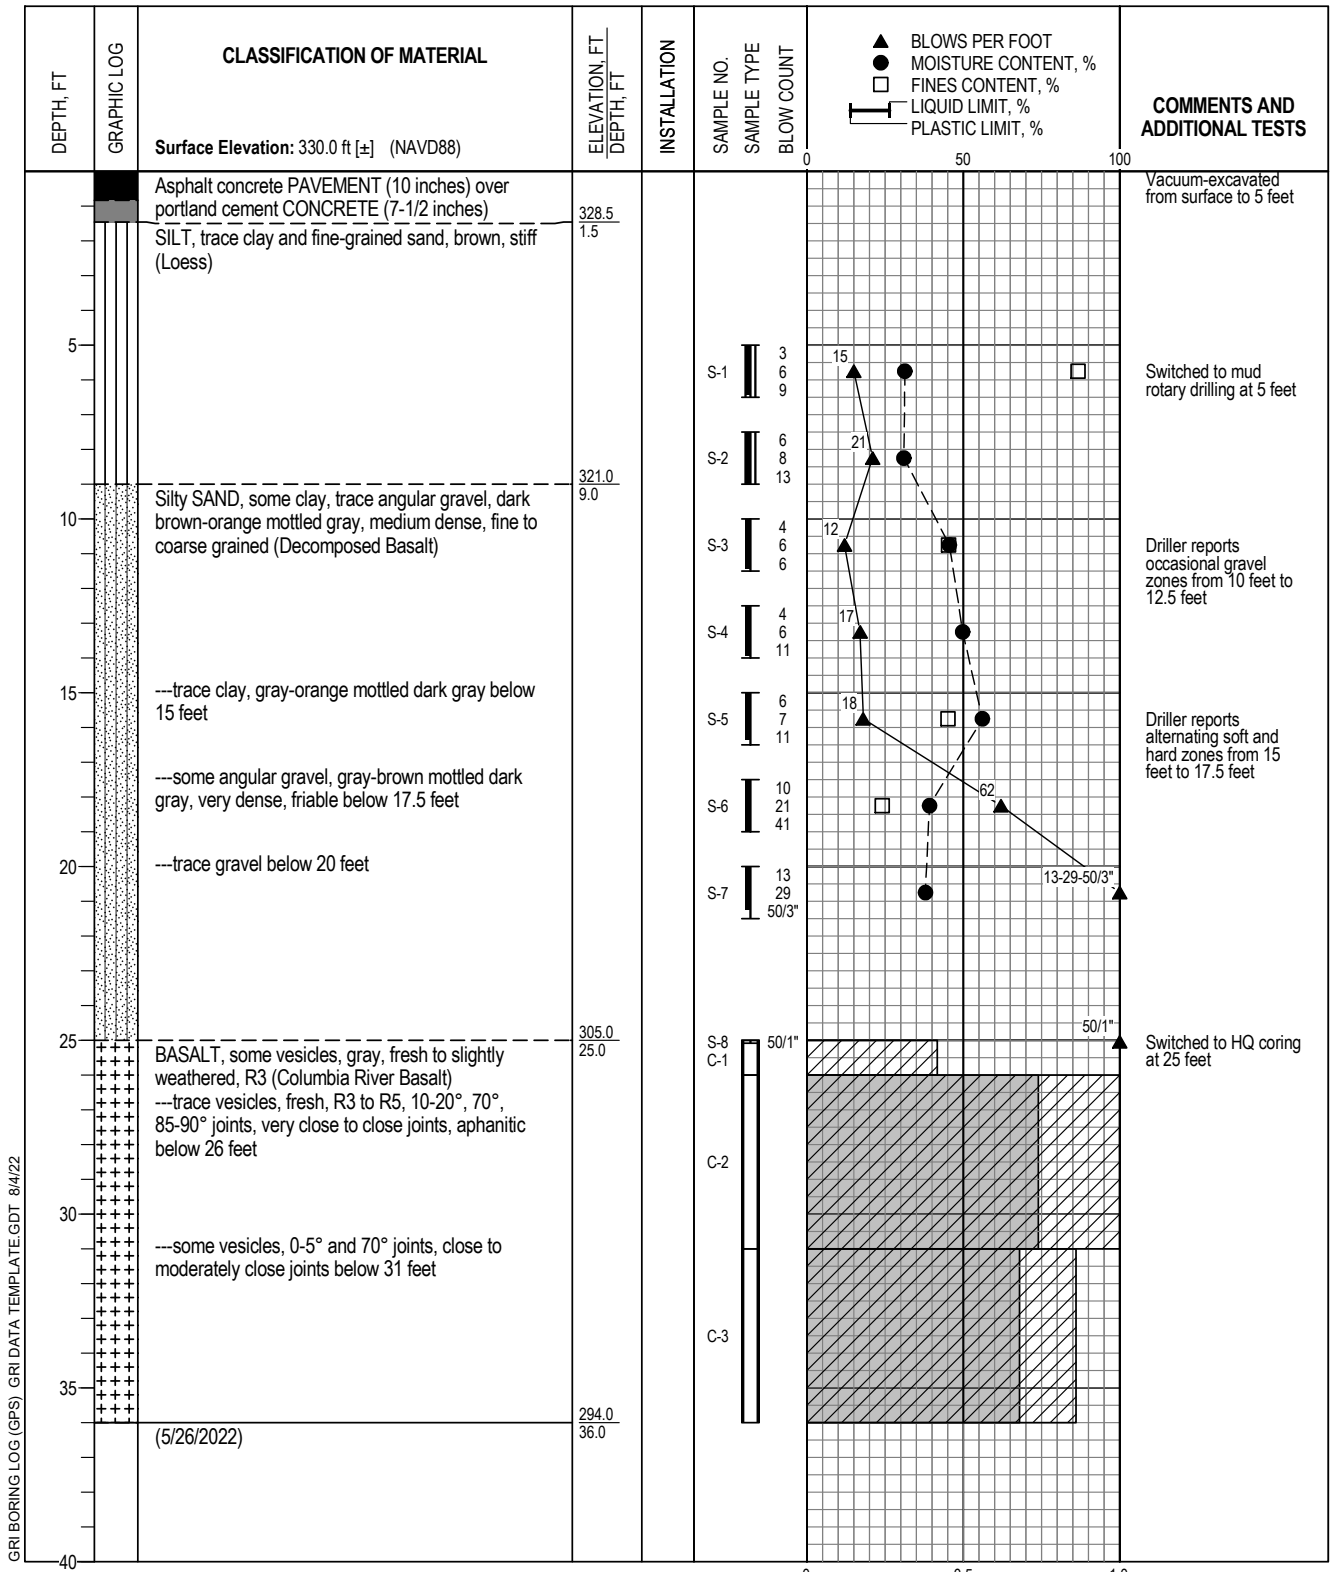 DEPTH, FT
GRAPHIC LOG
CLASSIFICATION OF MATERIAL
Surface Elevation: 330.0 ft [±] (NAVD88)
ELEVATION, FT
DEPTH, FT
INSTALLATION
SAMPLE NO.
SAMPLE TYPE
BLOW COUNT
BLOWS PER FOOT
MOISTURE CONTENT, %
FINES CONTENT, %
LIQUID LIMIT, %
PLASTIC LIMIT, %
0 50 100
COMMENTS AND
ADDITIONAL TESTS
Asphalt concrete PAVEMENT (10 inches) over
portland cement CONCRETE (7-1/2 inches)
328.5
1.5
Vacuum-excavated
from surface to 5 feet
SILT, trace clay and fine-grained sand, brown, stiff
(Loess)
5
S-1
3
6
9
15
Switched to mud
rotary drilling at 5 feet
S-2
6
8
13
21
321.0
9.0
Silty SAND, some clay, trace angular gravel, dark
brown-orange mottled gray, medium dense, fine to
coarse grained (Decomposed Basalt)
10
S-3
4
6
6
12
Driller reports
occasional gravel
zones from 10 feet to
12.5 feet
S-4
4
6
11
17
---trace clay, gray-orange mottled dark gray below
15 feet
15
S-5
6
7
11
18
Driller reports
alternating soft and
hard zones from 15
feet to 17.5 feet
---some angular gravel, gray-brown mottled dark
gray, very dense, friable below 17.5 feet
S-6
10
21
41
62
---trace gravel below 20 feet
20
S-7
13
29
50/3"
13-29-50/3"
25
305.0
25.0
S-8
50/1"
50/1"
C-1
Switched to HQ coring
at 25 feet
BASALT, some vesicles, gray, fresh to slightly
weathered, R3 (Columbia River Basalt)
---trace vesicles, fresh, R3 to R5, 10-20°, 70°,
85-90° joints, very close to close joints, aphanitic
below 26 feet
C-2
30
---some vesicles, 0-5° and 70° joints, close to
moderately close joints below 31 feet
C-3
35
294.0
36.0
(5/26/2022)
40
GRI BORING LOG (GPS) GRI DATA TEMPLATE.GDT 8/4/22